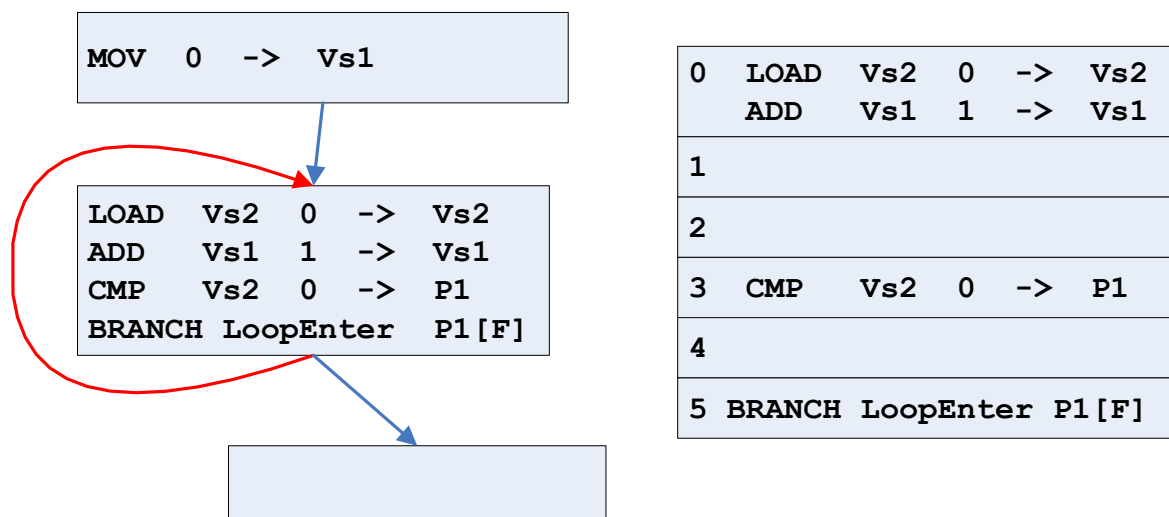 MOV 0 -> Vs1
LOAD Vs2 0 -> Vs2
ADD Vs1 1 -> Vs1
CMP Vs2 0 -> P1
BRANCH LoopEnter P1[F]
0 LOAD Vs2 0 -> Vs2
ADD Vs1 1 -> Vs1
1
2
3 CMP Vs2 0 -> P1
4
5 BRANCH LoopEnter P1[F]